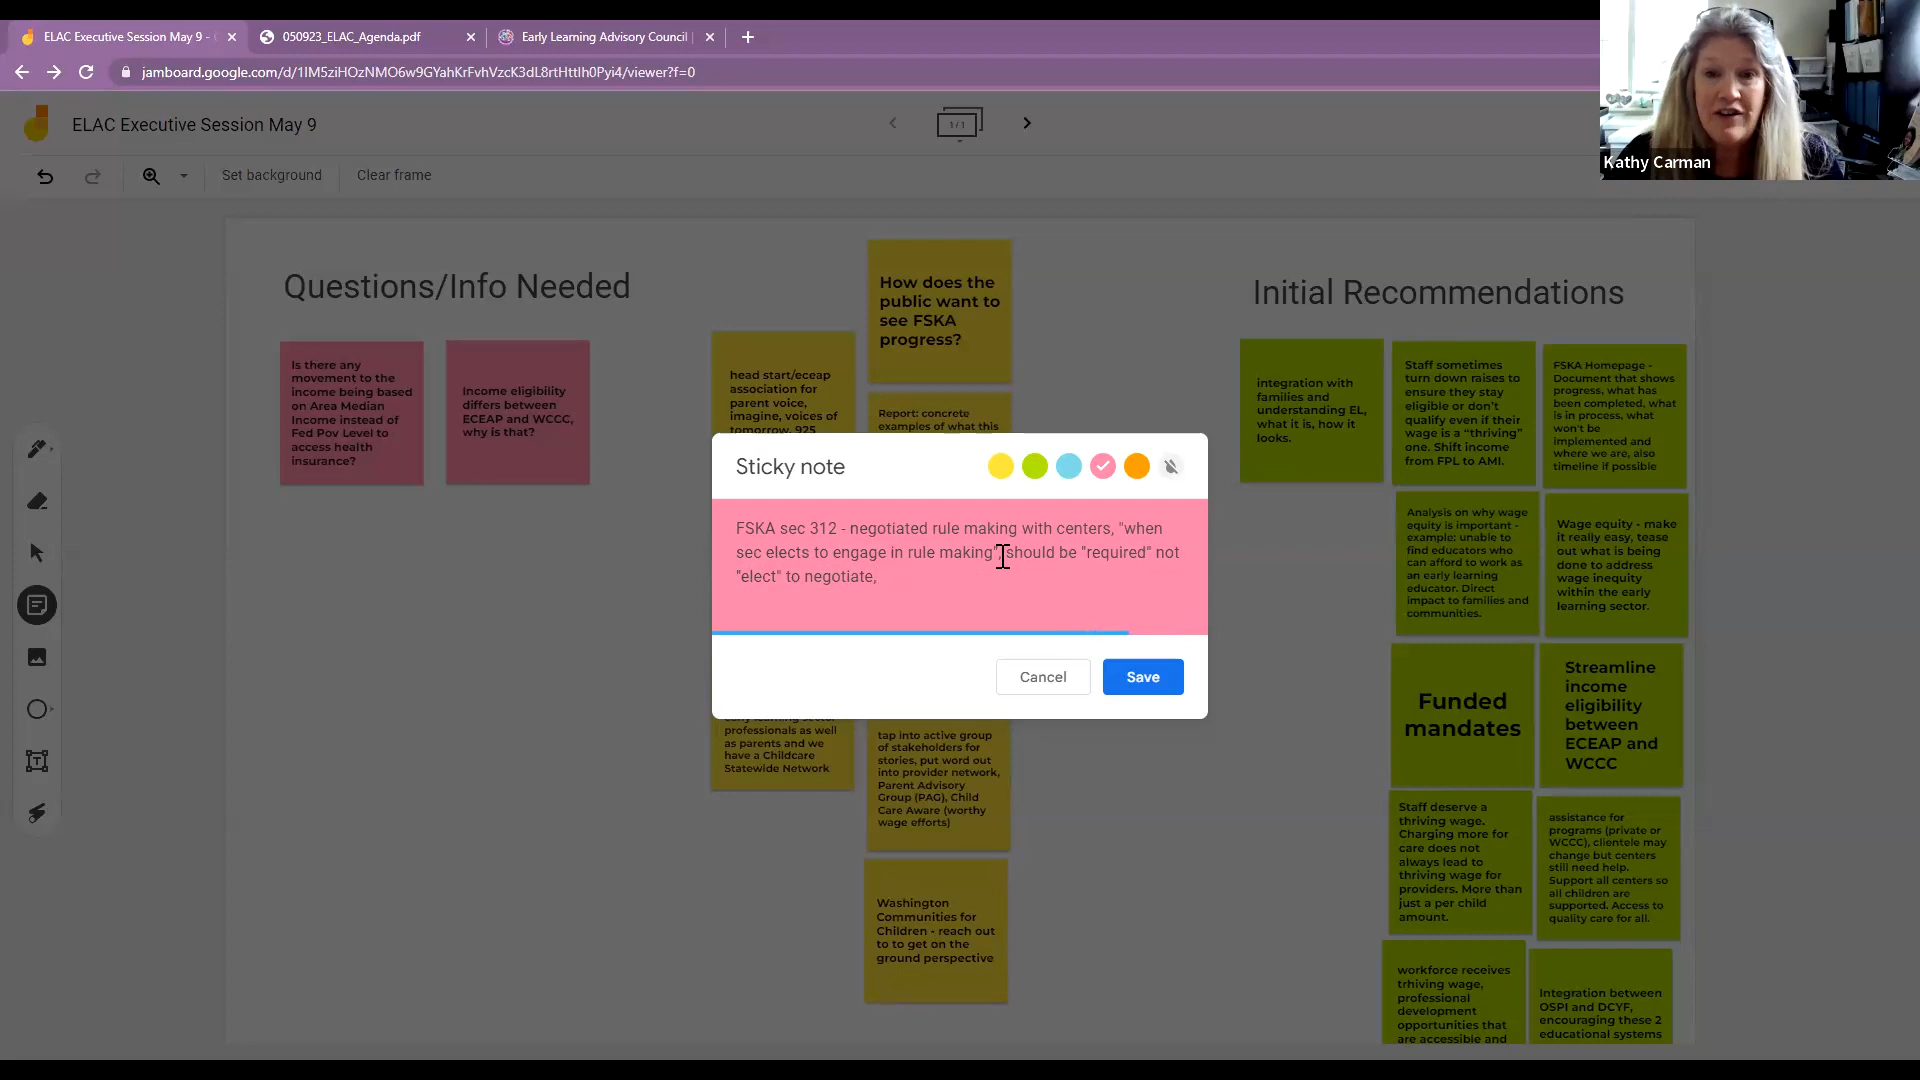 ELAC Executive Session May 9 -
050923_ELAC_Agenda.pdf
Early Learning Advisory Council |
jamboard.google.com/d/1IM5ziHOzNMO6w9GYahKrFvhVzcK3dL8rtHttIh0Pyi4/viewer?f=0
Kathy Carman
ELAC Executive Session May 9
1/1
Set background
Clear frame
Questions/Info Needed
Is there any
movement to the
income being based
on Area Median
Income instead of
Fed Pov Level to
access health
insurance?
Income eligibility
differs between
ECEAP and WCCC,
why is that?
How does the
public want to
see FSKA
progress?
head start/eceap
association for
parent voice,
imagine, voices of
tomorrow, 925
Report: concrete
examples of what this
Sticky note
FSKA sec 312 - negotiated rule making with centers, "when
sec elects to engage in rule making", should be "required" not
"elect" to negotiate,
Cancel
Save
early learning sector
professionals as well
as parents and we
have a Childcare
Statewide Network
tap into active group
of stakeholders for
stories, put word out
into provider network,
Parent Advisory
Group (PAG), Child
Care Aware (worthy
wage efforts)
Washington
Communities for
Children - reach out
to to get on the
ground perspective
Initial Recommendations
integration with
families and
understanding EL,
what it is, how it
looks.
Staff sometimes
turn down raises to
ensure they stay
eligible or don't
qualify even if their
wage is a "thriving"
one. Shift income
from FPL to AMI.
FSKA Homepage -
Document that shows
progress, what has
been completed, what
is in process, what
won't be
implemented and
where we are, also
timeline if possible
Analysis on why wage
equity is important -
example: unable to
find educators who
can afford to work as
an early learning
educator. Direct
impact to families and
communities.
Wage equity - make
it really easy, tease
out what is being
done to address
wage inequity
within the early
learning sector.
Funded
mandates
Streamline
income
eligibility
between
ECEAP and
WCCC
Staff deserve a
thriving wage.
Charging more for
care does not
always lead to
thriving wage for
providers. More than
just a per child
amount.
assistance for
programs (private or
WCCC), clientele may
change but centers
still need help.
Support all centers so
all children are
supported. Access to
quality care for all.
workforce receives
trhiving wage,
professional
development
opportunities that
are accessible and
Integration between
OSPI and DCYF,
encouraging these 2
educational systems